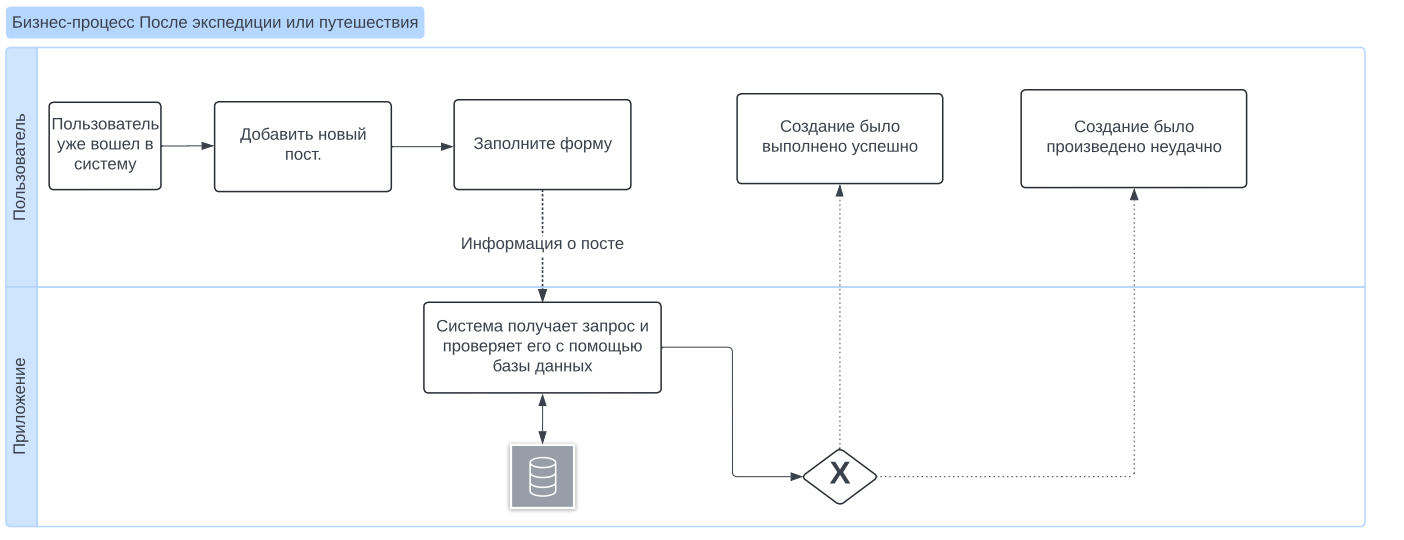 Бизнес-процесс После экспедиции или путешествия
Пользователь
Пользователь
уже вошел в
систему
Добавить новый
пост.
Заполните форму
Создание было
выполнено успешно
Создание было
произведено неудачно
Информация о посте
Приложение
Система получает запрос и
проверяет его с помощью
базы данных
X